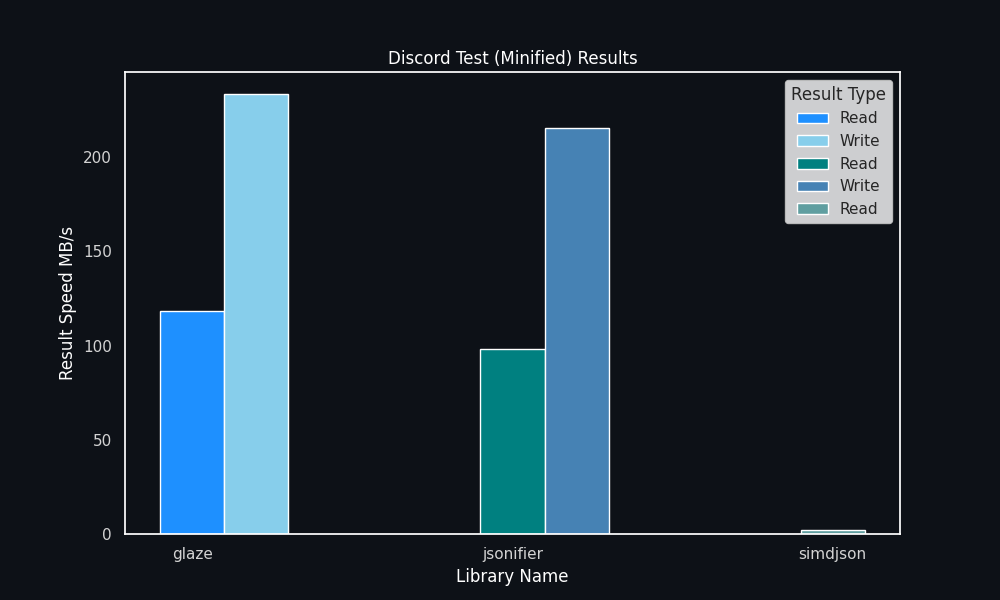 Discord Test (Minified) Results
Result Speed MB/s
200
150
100
50
0
Result Type
Read
Write
Read
Write
Read
glaze
jsonifier
simdjson
Library Name